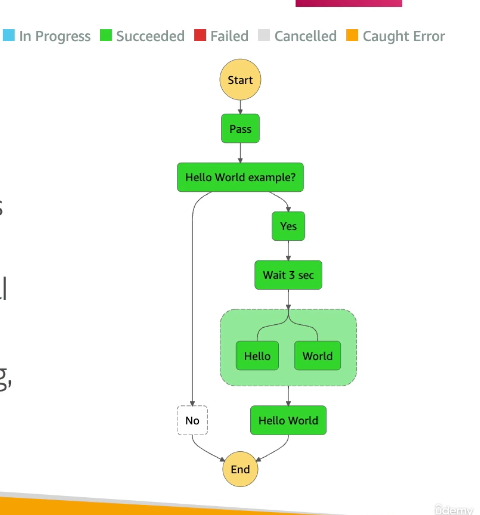 In Progress Succeeded Failed Cancelled Caught Error
Start
Pass
Hello World example?
Yes
Wait 3 sec
Hello World
No Hello World
End
s
l
g,
ûdemy